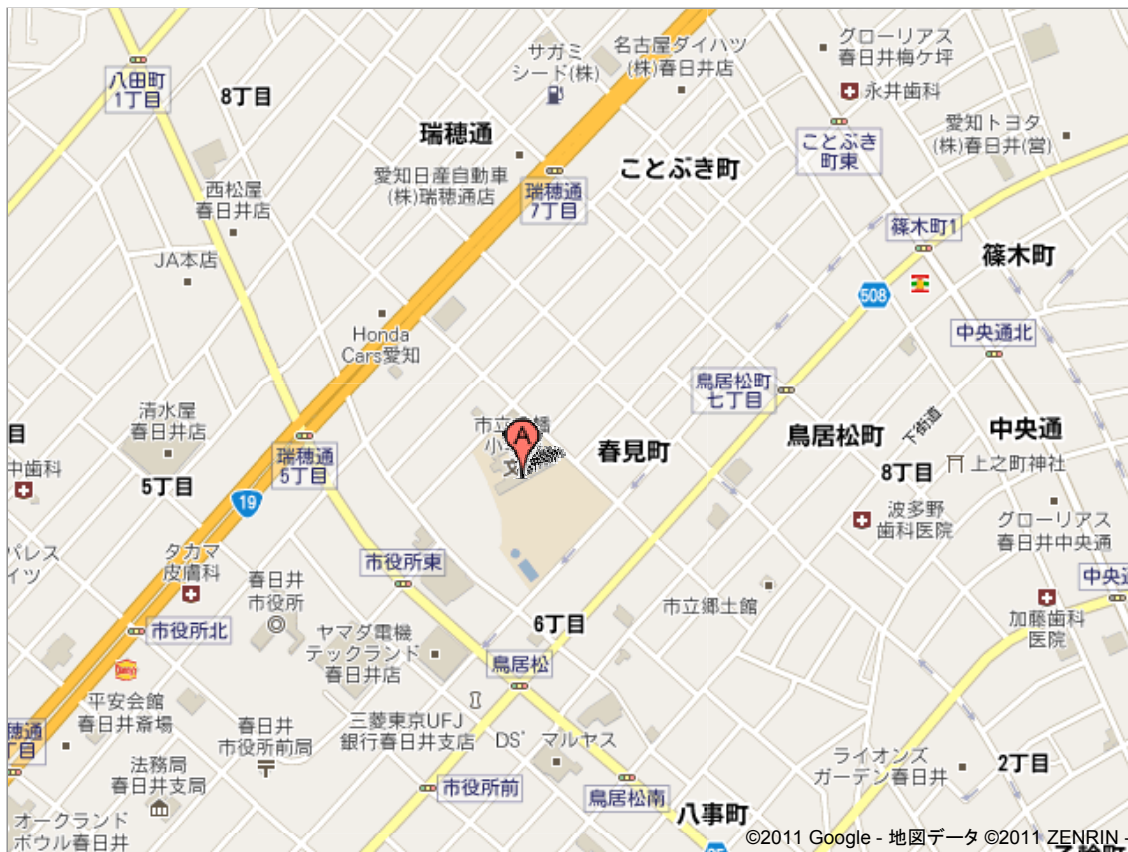 八田町
1丁目
8丁目
瑞穂通
サガミ
シード(株)
名古屋ダイハツ
(株)春日井店
グローリアス
春日井梅ケ坪
永井歯科
ことぶき
町東
愛知トヨタ
(株)春日井(営)
愛知日産自動車
(株)瑞穂通店
瑞穂通
7丁目
ことぶき町
西松屋
春日井店
JA本店
篠木町1
篠木町
508
中央通北
Honda
Cars愛知
鳥居松町
七丁目
清水屋
春日井店
目
中歯科
5丁目
瑞穂通
5丁目
19
市立
小
文
A
春見町
鳥居松町
下街道
中央通
8丁目
上之町神社
波多野
歯科医院
グローリアス
春日井中央通
パレス
イツ
タカマ
皮膚科
市役所東
春日井
市役所
市役所北
ヤマダ電機
テックランド
春日井店
6丁目
市立郷土館
中央通
加藤歯科
医院
鳥居松
平安会館
春日井斎場
穂通
丁目
春日井
市役所前局
三菱東京UFJ
銀行春日井支店
DS'
マルヤス
法務局
春日井支局
市役所前
鳥居松南
ライオンズ
ガーデン春日井
2丁目
八事町
オークランド
ボウル春日井
©2011 Google - 地図データ ©2011 ZENRIN -